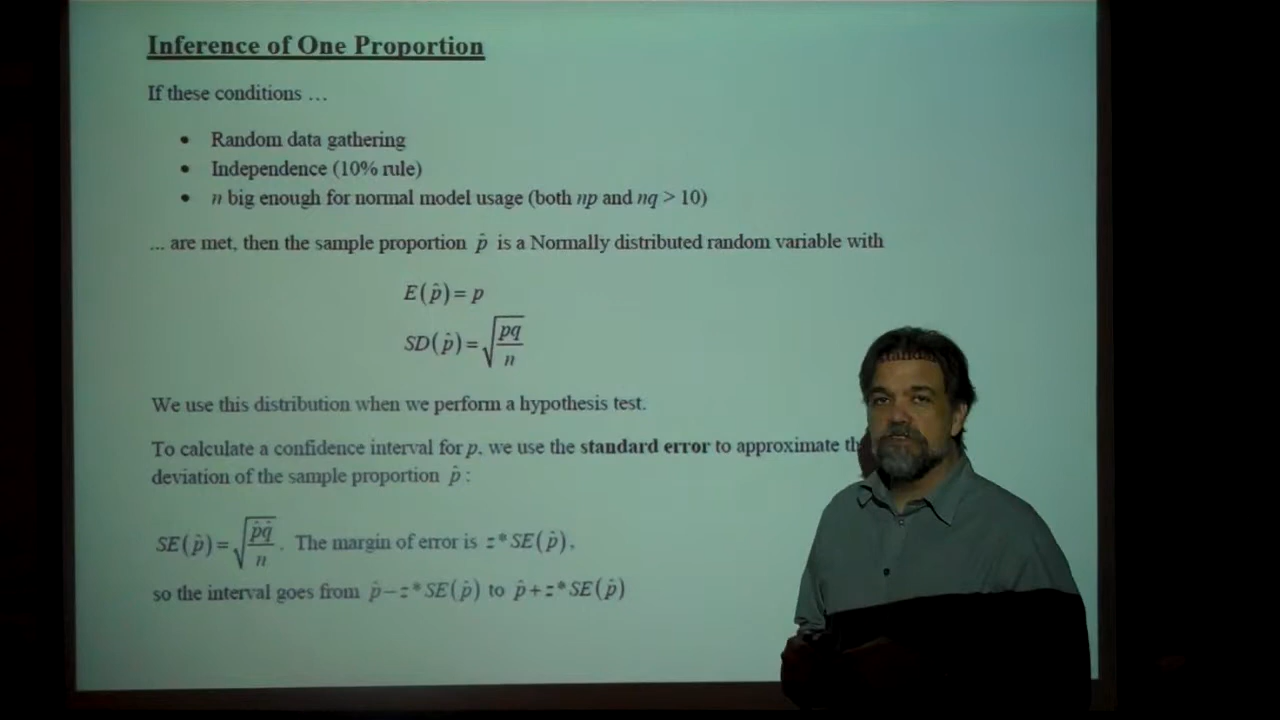 Inference of One Proportion
If these conditions …
• Random data gathering
• Independence (10% rule)
• n big enough for normal model usage (both np and nq > 10)
... are met, then the sample proportion p̂ is a Normally distributed random variable with
E(p̂) = p
SD(p̂) = √(pq/n)
We use this distribution when we perform a hypothesis test.
To calculate a confidence interval for p, we use the standard error to approximate th
standa
deviation of the sample proportion p̂ :
SE(p̂) = √(p̂q̂/n) . The margin of error is z* SE(p̂),
so the interval goes from p̂ − z* SE(p̂) to p̂ + z* SE(p̂)